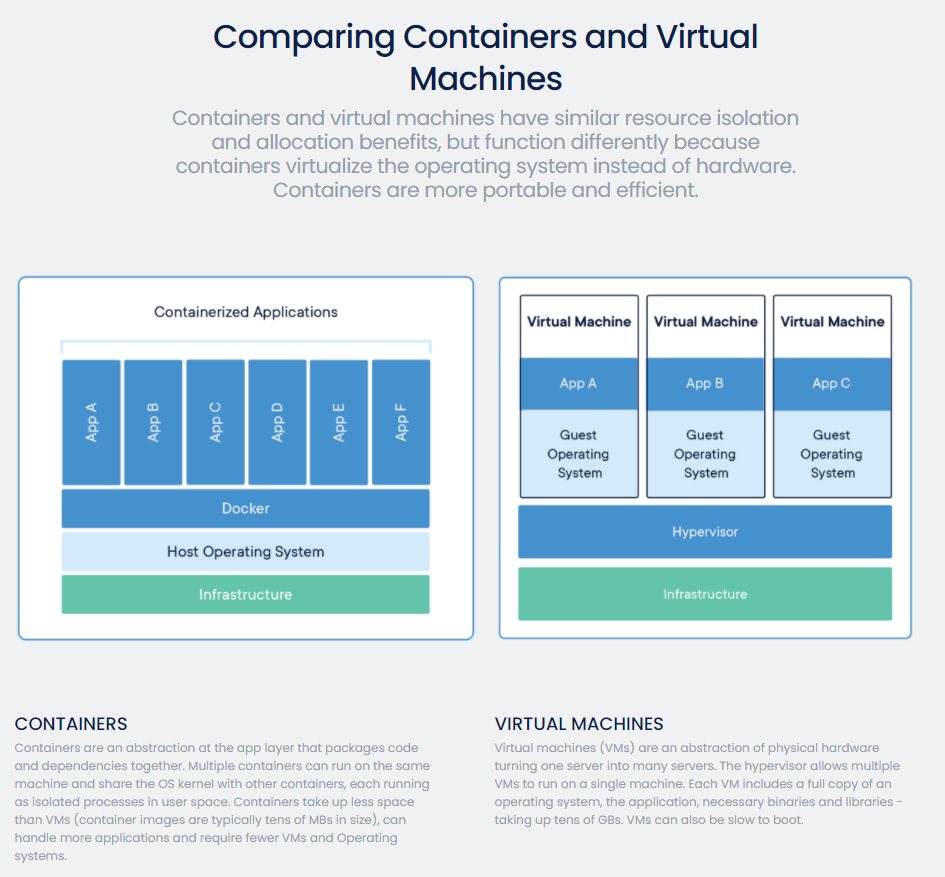 Comparing Containers and Virtual
Machines
Containers and virtual machines have similar resource isolation
and allocation benefits, but function differently because
containers virtualize the operating system instead of hardware.
Containers are more portable and efficient.
Containerized Applications
App A
App B
App C
App D
App E
App F
Docker
Host Operating System
Infrastructure
Virtual Machine
App A
Guest
Operating
System
Virtual Machine
App B
Guest
Operating
System
Virtual Machine
App C
Guest
Operating
System
Hypervisor
Infrastructure
CONTAINERS
Containers are an abstraction at the app layer that packages code
and dependencies together. Multiple containers can run on the same
machine and share the OS kernel with other containers, each running
as isolated processes in user space. Containers take up less space
than VMs (container images are typically tens of MBs in size), can
handle more applications and require fewer VMs and Operating
systems.
VIRTUAL MACHINES
Virtual machines (VMs) are an abstraction of physical hardware
turning one server into many servers. The hypervisor allows multiple
VMs to run on a single machine. Each VM includes a full copy of an
operating system, the application, necessary binaries and libraries –
taking up tens of GBs. VMs can also be slow to boot.